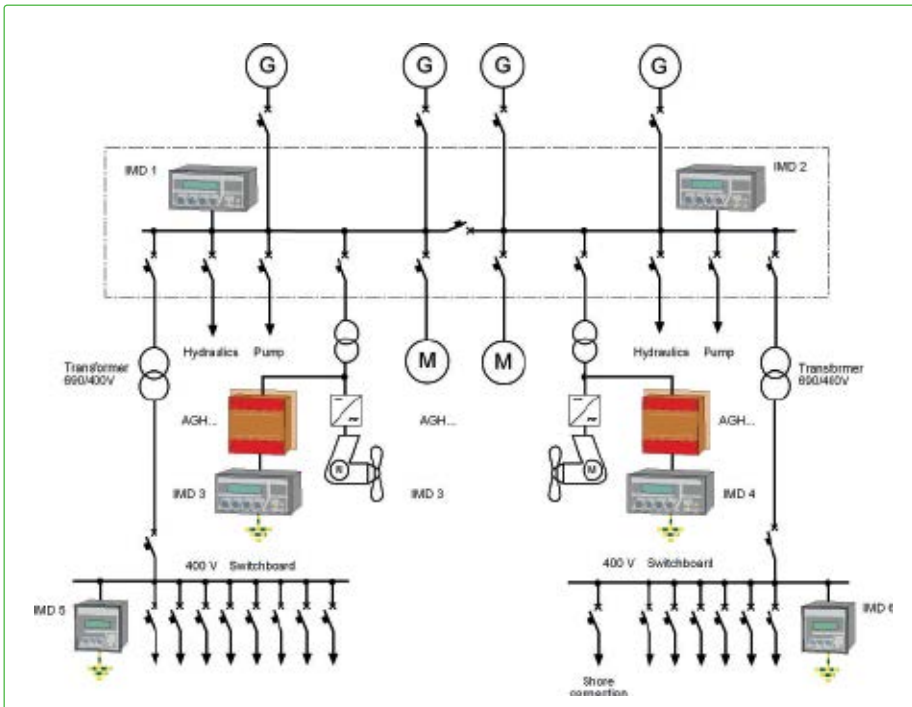 G G G G
IMD 1
IMD 2
Hydraulics Pump
M
M
Hydraulics Pump
Transformer
690/400V
Transformer
690/400V
AGH...
AGH...
AGH...
M
IMD 3
IMD 3
IMD 4
400 V Switchboard
400 V Switchboard
IMD 5
IMD 6
Shore
connection